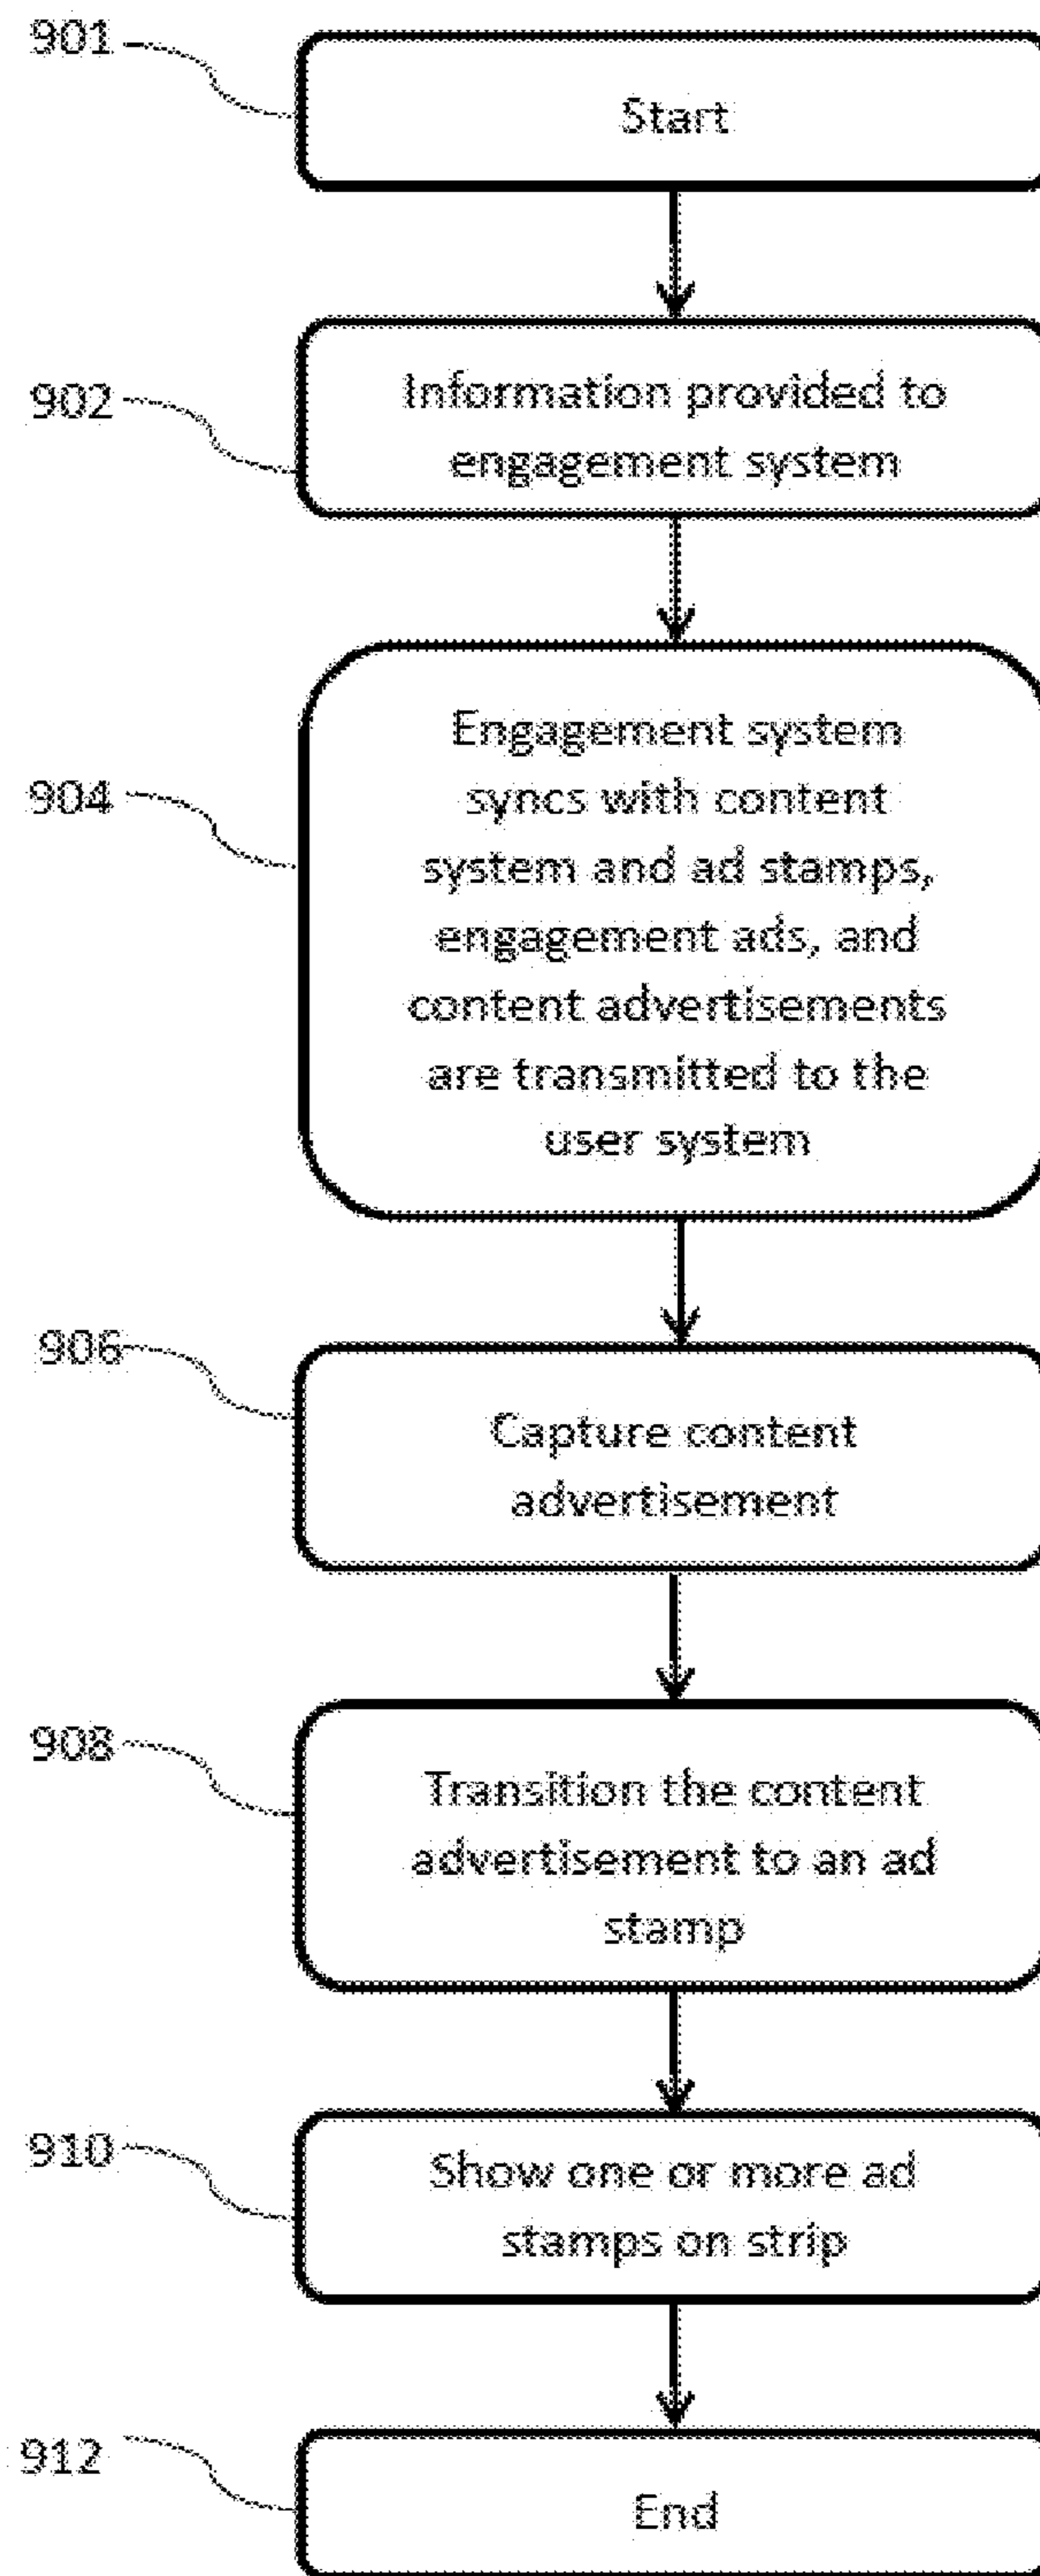 901
Start
902
Information provided to
engagement system
904
Engagement system
syncs with content
system and ad stamps,
engagement ads, and
content advertisements
are transmitted to the
user system
906
Capture content
advertisement
908
Transition the content
advertisement to an ad
stamp
910
Show one or more ad
stamps on strip
912
End